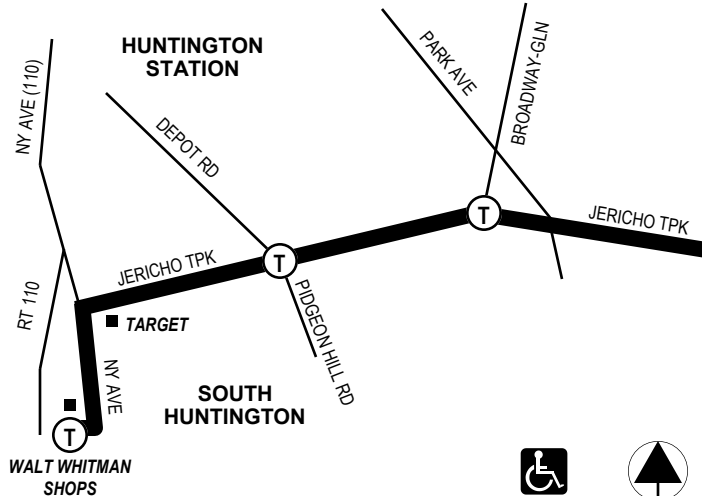 HUNTINGTON
STATION
NY AVE (110)
PARK AVE
BROADWAY-GLN
DEPOT RD
T
JERICHO TPK
T
JERICHO TPK
RT 110
TARGET
PIDGEON HILL RD
NY AVE
SOUTH
HUNTINGTON
T
WALT WHITMAN
SHOPS